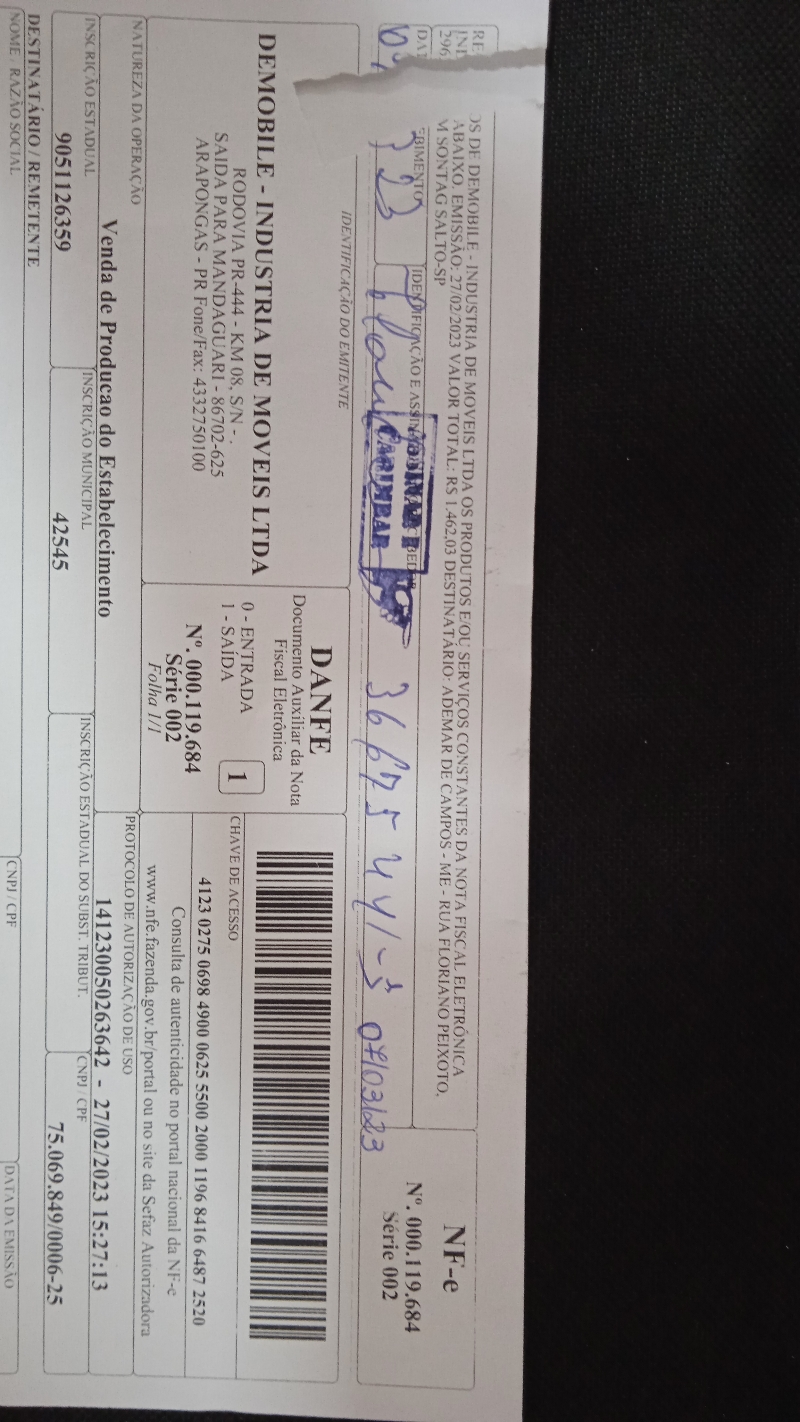 OS DE DEMOBILE - INDUSTRIA DE MOVEIS LTDA OS PRODUTOS E/OU SERVIÇOS CONSTANTES DA NOTA FISCAL ELETRÔNICA
ABAIXO. EMISSÃO: 27/02/2023 VALOR TOTAL: R$ 1.462,03 DESTINATÁRIO: ADEMAR DE CAMPOS - ME - RUA FLORIANO PEIXOTO,
296
M SONTAG SALTO-SP
NF-e
Nº. 000.119.684
Série 002
IDENTIFICAÇÃO E
23
07/03/23
IDENTIFICAÇÃO DO EMITENTE
DEMOBILE - INDUSTRIA DE MOVEIS LTDA
RODOVIA PR-444 - KM 08, S/N - .
SAIDA PARA MANDAGUARI - 86702-625
ARAPONGAS - PR Fone/Fax: 4332750100
DANFE
Documento Auxiliar da Nota
Fiscal Eletrônica
0 - ENTRADA
1 - SAÍDA
1
Nº. 000.119.684
Série 002
Folha 1/1
CHAVE DE ACESSO
4123 0275 0698 4900 0625 5500 2000 1196 8416 6487 2520
Consulta de autenticidade no portal nacional da NF-e
www.nfe.fazenda.gov.br/portal ou no site da Sefaz Autorizadora
NATUREZA DA OPERAÇÃO
Venda de Producao do Estabelecimento
PROTOCOLO DE AUTORIZAÇÃO DE USO
141230050263642 - 27/02/2023 15:27:13
INSCRIÇÃO ESTADUAL
9051126359
INSCRIÇÃO MUNICIPAL
42545
INSCRIÇÃO ESTADUAL DO SUBST. TRIBUT.
CNPJ / CPF
75.069.849/0006-25
DESTINATÁRIO / REMETENTE
NOME / RAZÃO SOCIAL
CNPJ / CPF
DATA DA EMISSÃO